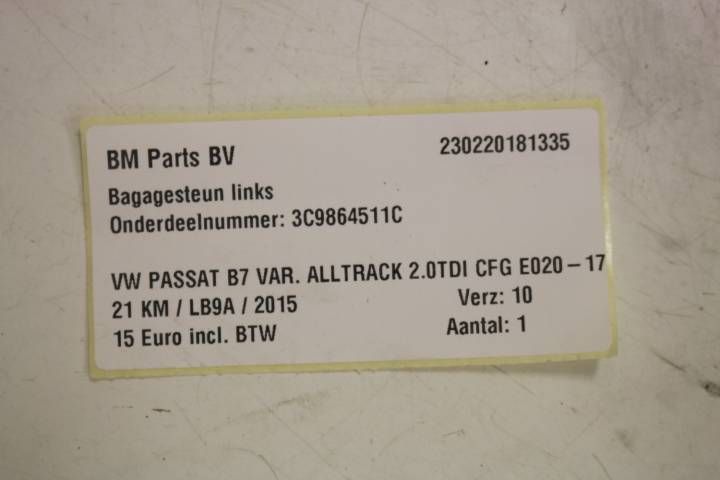 BM Parts BV 230220181335
Bagagesteun links
Onderdeelnummer: 3C9864511C
VW PASSAT B7 VAR. ALLTRACK 2.0TDI CFG E020 – 17
21 KM / LB9A / 2015 Verz: 10
15 Euro incl. BTW Aantal: 1